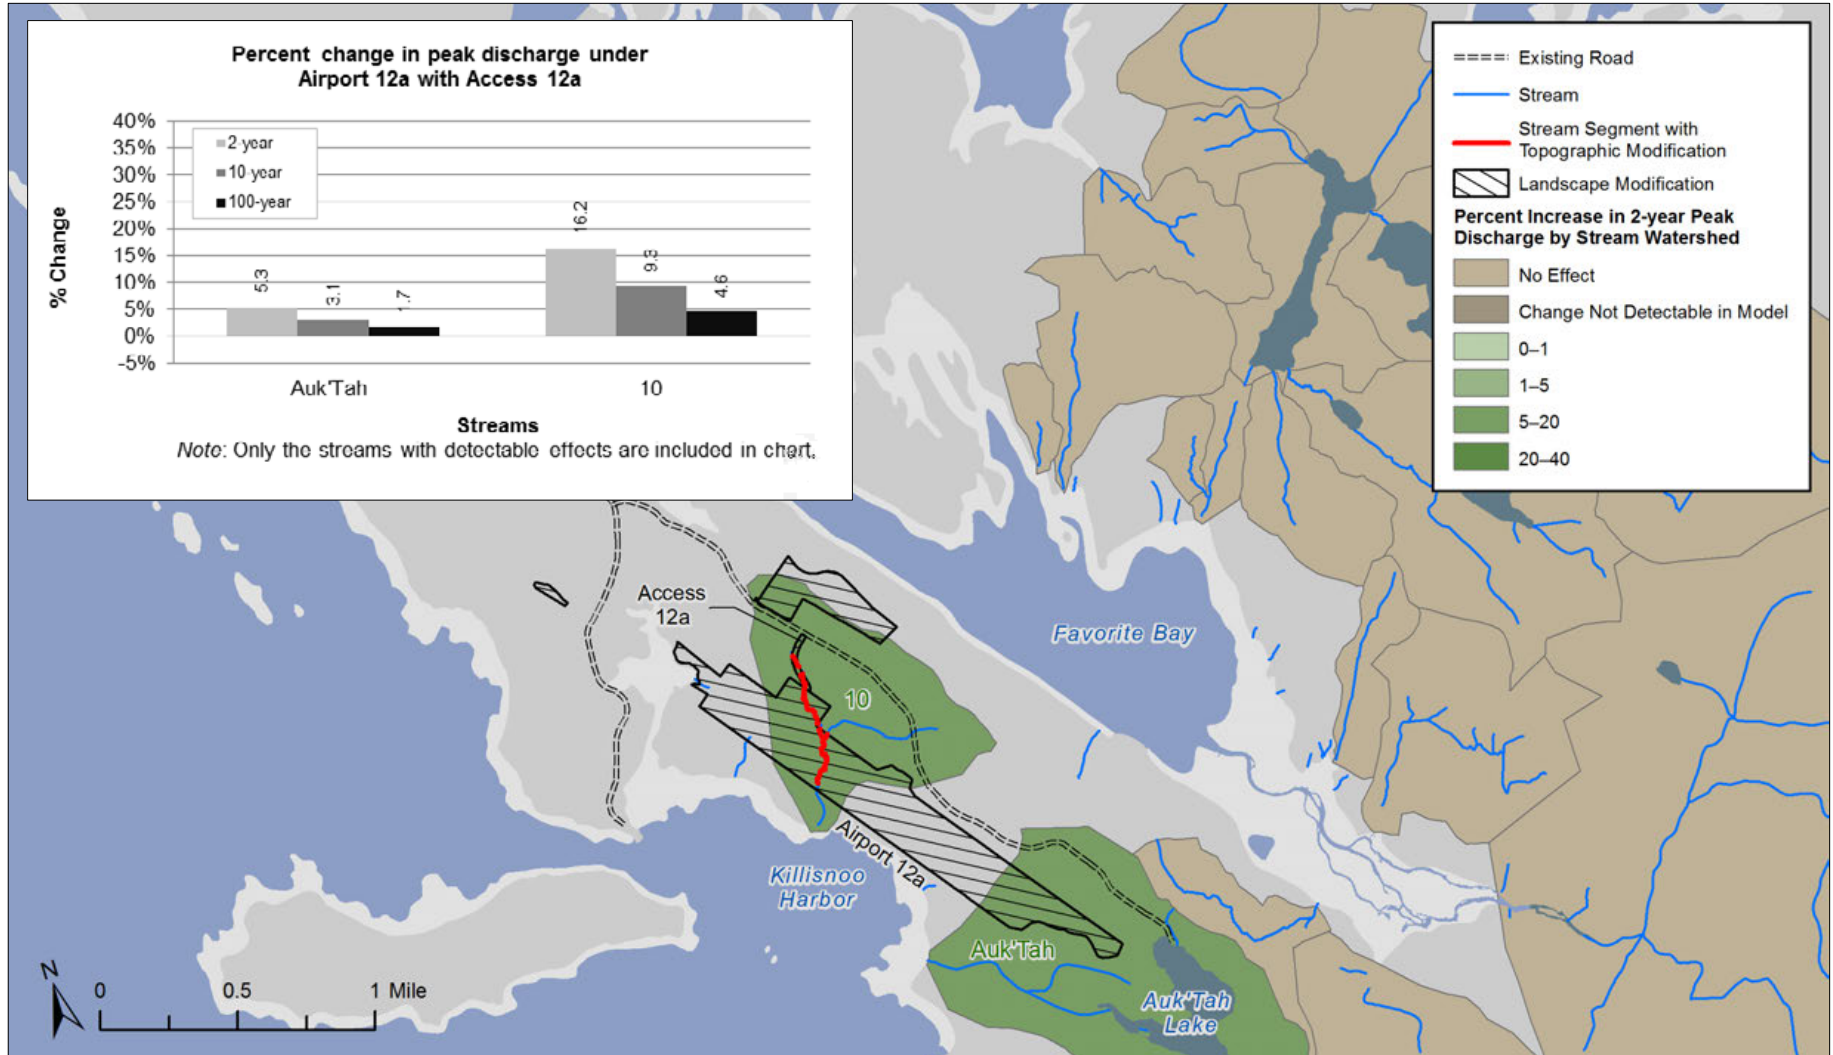 Percent change in peak discharge under
Airport 12a with Access 12a
% Change
40%
35%
30%
25%
20%
15%
10%
5%
0%
-5%
2-year
10-year
100-year
5.3
3.1
1.7
16.2
9.3
4.6
Auk'Tah
10
Streams
Note: Only the streams with detectable effects are included in chart.
Existing Road
Stream
Stream Segment with
Topographic Modification
Landscape Modification
Percent Increase in 2-year Peak
Discharge by Stream Watershed
No Effect
Change Not Detectable in Model
0–1
1–5
5–20
20–40
Access
12a
10
Favorite Bay
Airport 12a
Killisnoo
Harbor
Auk'Tah
Auk'Tah
Lake
N
0
0.5
1 Mile